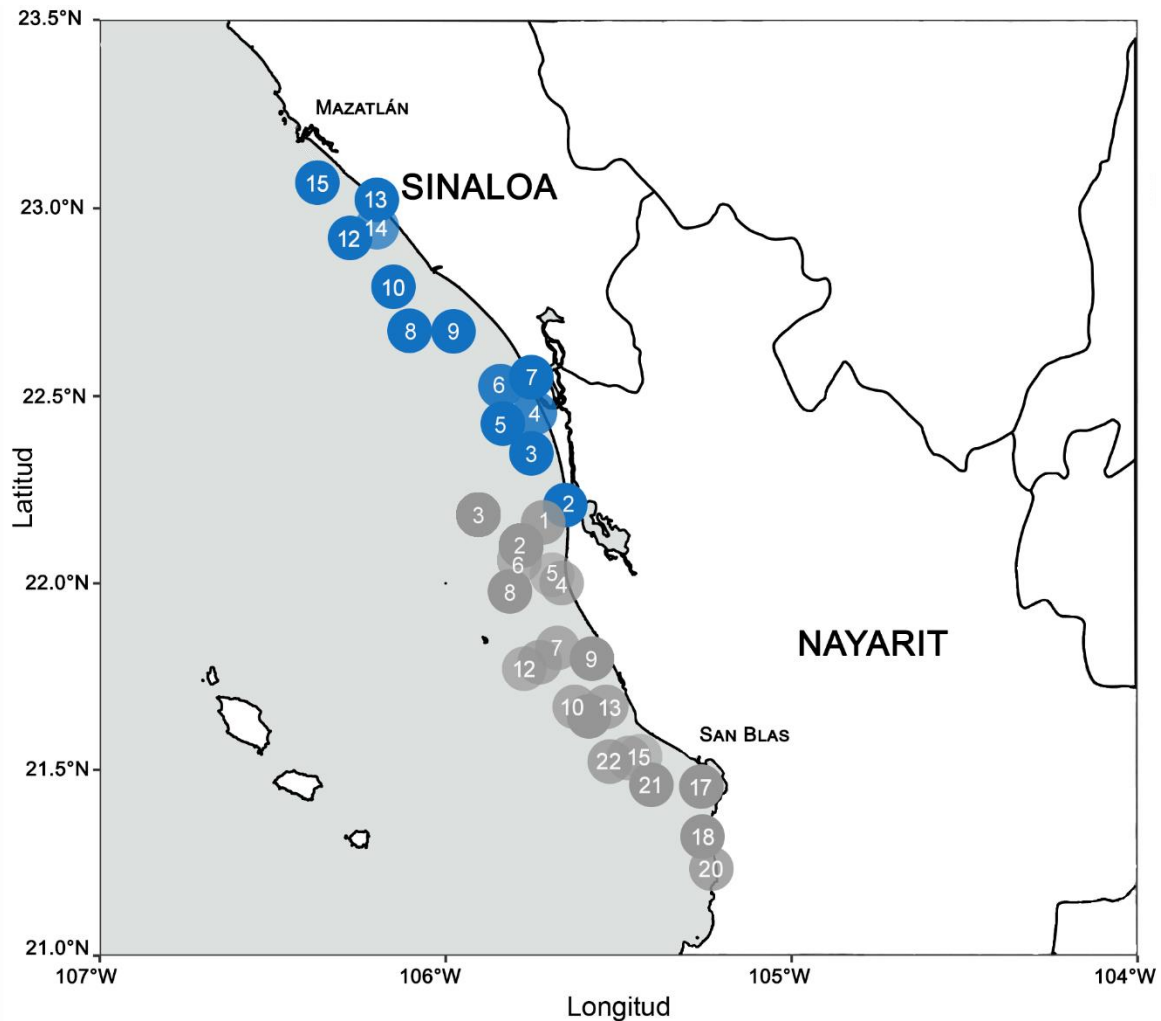 23.5°N
MAZATLÁN
15
13
SINALOA
23.0°N
14
12
10
8
9
7
6
22.5°N
4
5
3
2
3
1
2
5
6
22.0°N
4
8
7
9
NAYARIT
12
10
13
SAN BLAS
15
22
21.5°N
21
17
18
20
21.0°N
107°W
106°W
105°W
104°W
Latitud
Longitud